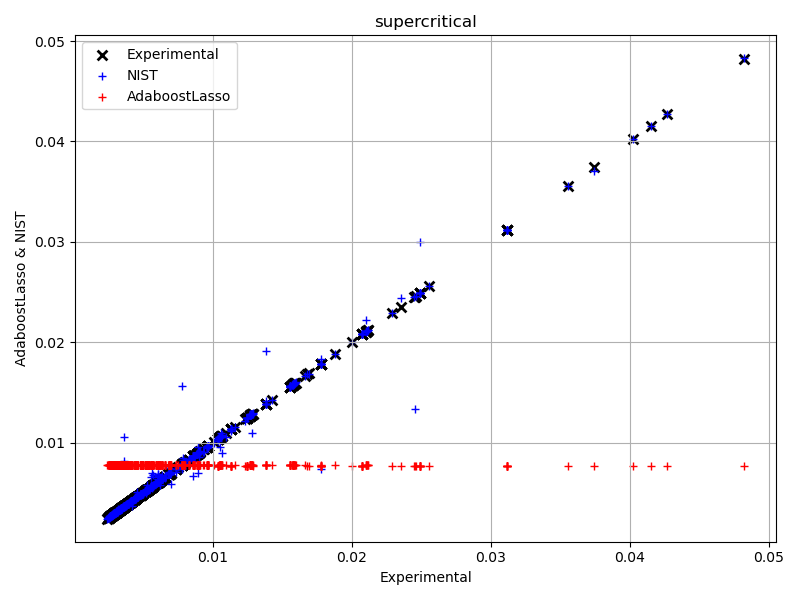 supercritical
Experimental
NIST
AdaboostLasso
AdaboostLasso & NIST
0.05
0.04
0.03
0.02
0.01
0.01
0.02
0.03
0.04
0.05
Experimental